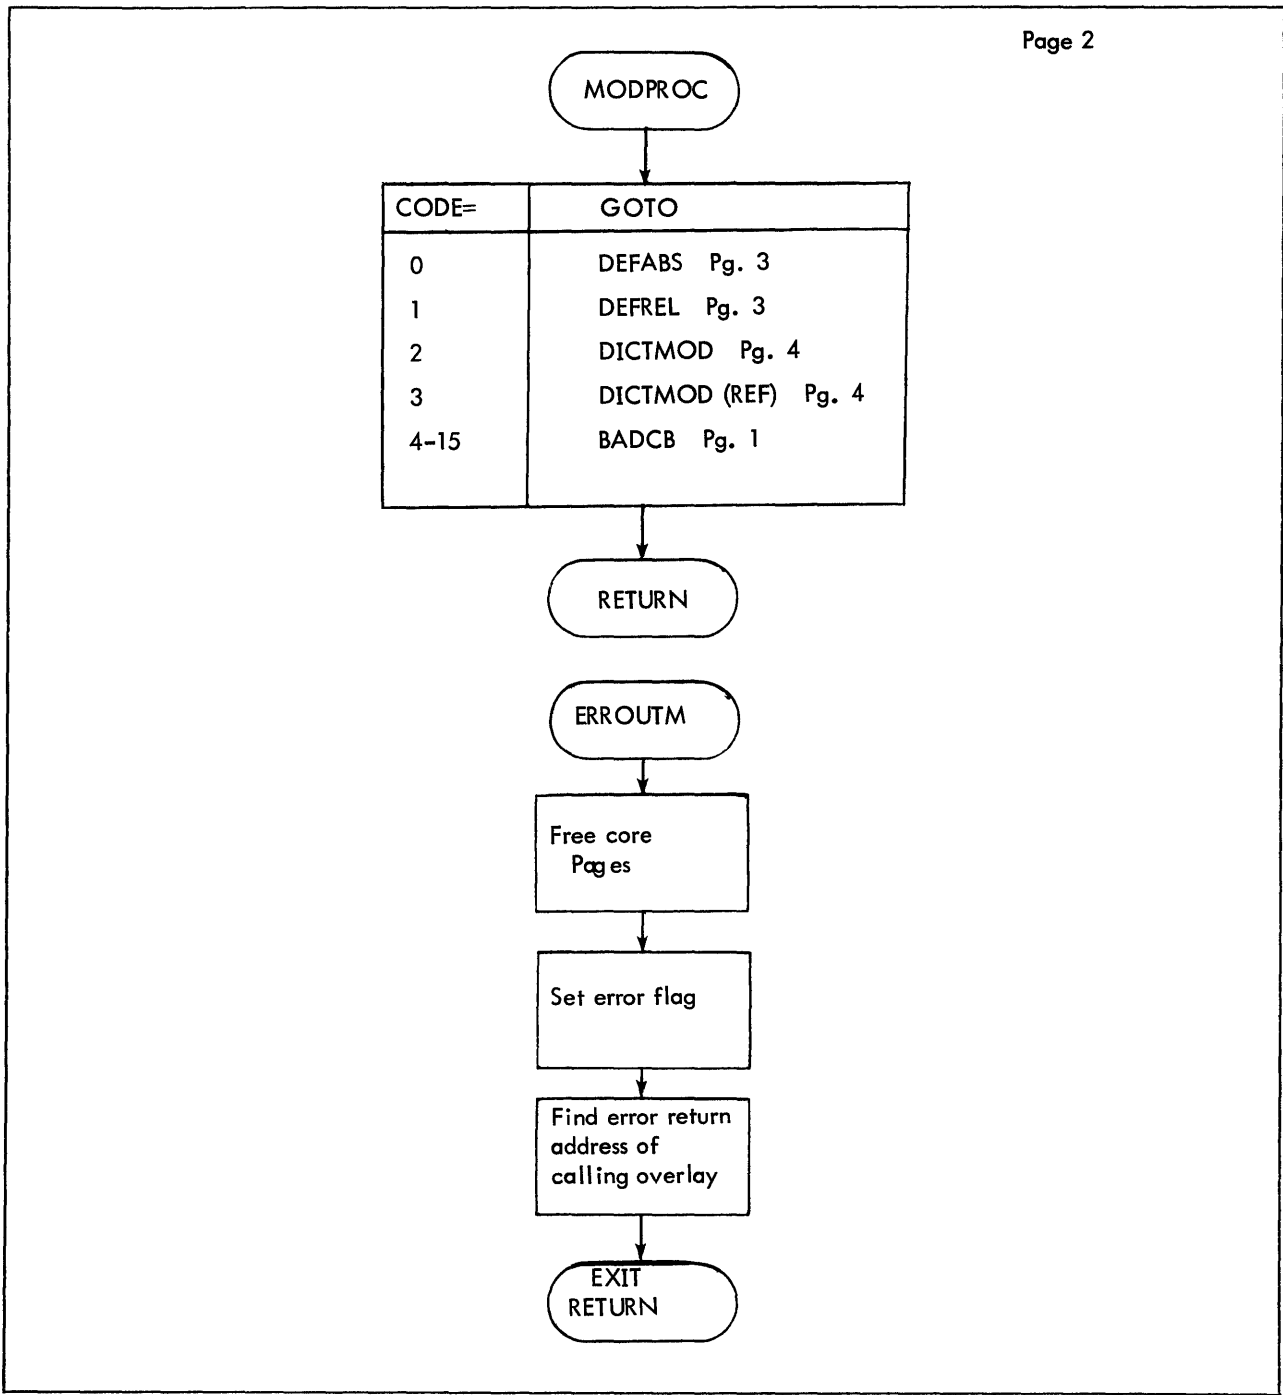 Page 2
MODPROC
CODE= GOTO
0 DEFABS Pg. 3
1 DEFREL Pg. 3
2 DICTMOD Pg. 4
3 DICTMOD (REF) Pg. 4
4-15 BADCB Pg. 1
RETURN
ERROUTM
Free core
Pages
Set error flag
Find error return
address of
calling overlay
EXIT
RETURN